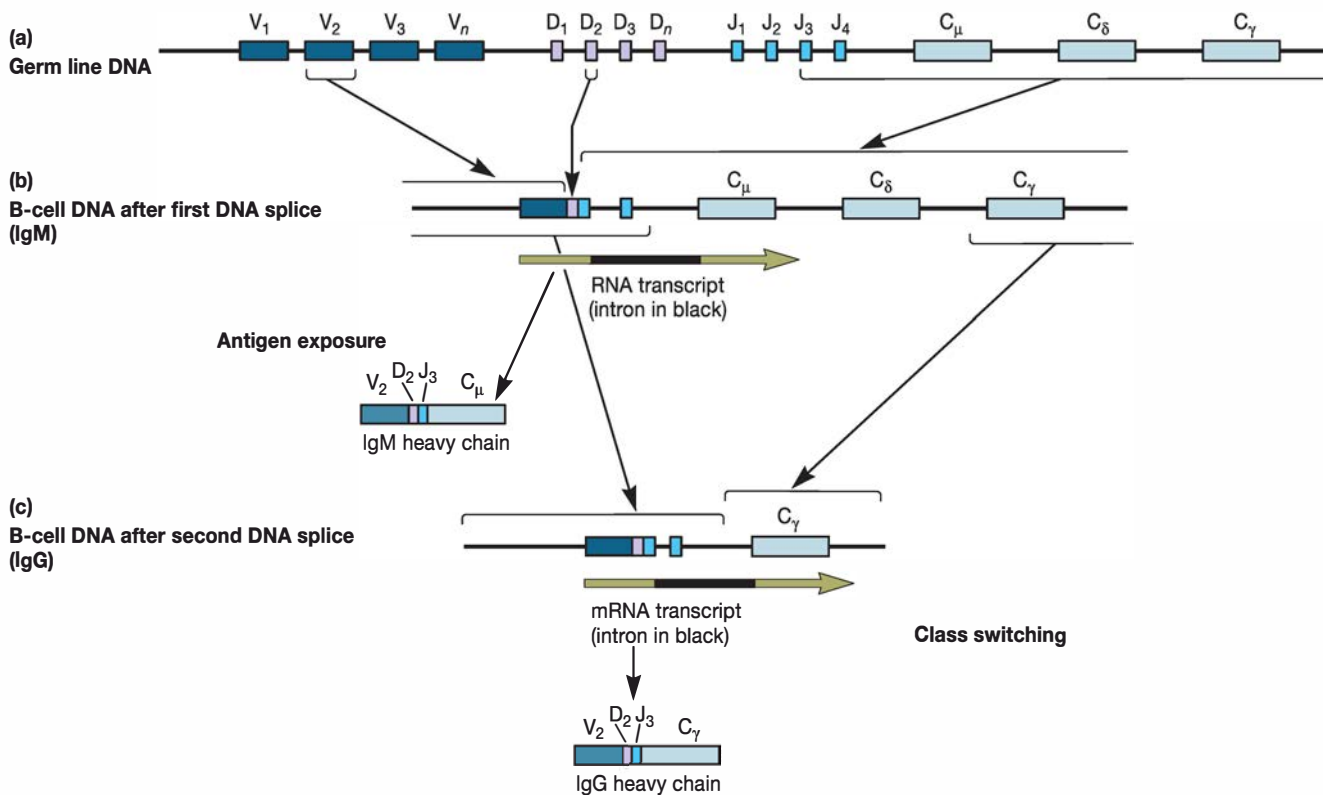 (a)
Germ line DNA
V1 V2 V3 Vn D1 D2 D3 Dn J1 J2 J3 J4 Cμ Cδ Cγ
(b)
B-cell DNA after first DNA splice
(IgM)
Cμ Cδ Cγ
RNA transcript
(intron in black)
Antigen exposure
V2 D2 J3 Cμ
IgM heavy chain
(c)
B-cell DNA after second DNA splice
(IgG)
Cγ
mRNA transcript
(intron in black)
Class switching
V2 D2 J3 Cγ
IgG heavy chain